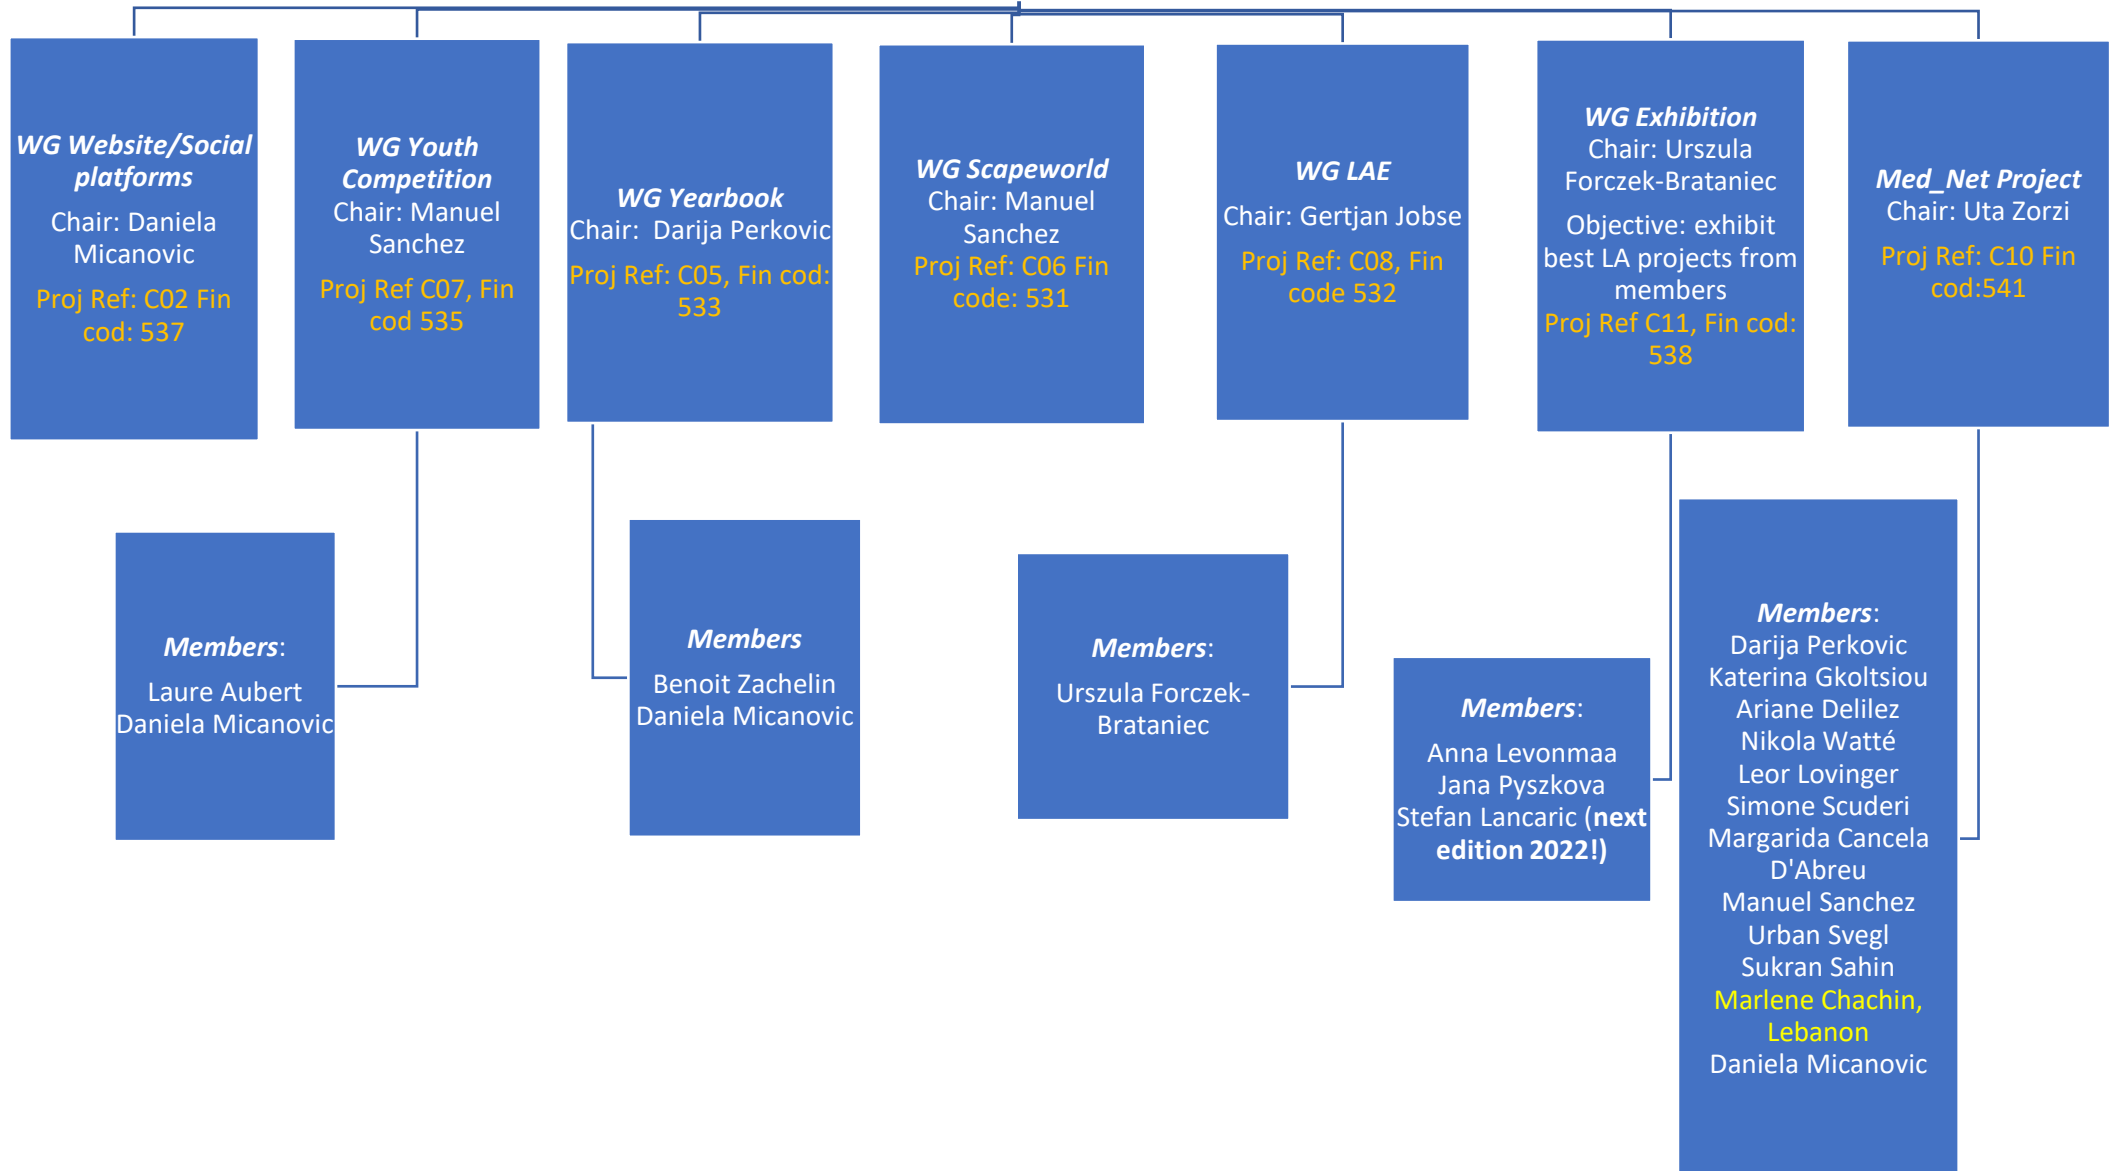 WG Website/Social
platforms
Chair: Daniela
Micanovic
Proj Ref: C02 Fin
cod: 537
WG Youth
Competition
Chair: Manuel
Sanchez
Proj Ref C07, Fin
cod 535
WG Yearbook
Chair:  Darija Perkovic
Proj Ref: C05, Fin cod:
533
WG Scapeworld
Chair: Manuel
Sanchez
Proj Ref: C06 Fin
code: 531
WG LAE
Chair: Gertjan Jobse
Proj Ref: C08, Fin
code 532
WG Exhibition
Chair: Urszula
Forczek-Brataniec
Objective: exhibit
best LA projects from
members
Proj Ref C11, Fin cod:
538
Med_Net Project
Chair: Uta Zorzi
Proj Ref: C10 Fin
cod:541
Members:
Laure Aubert
Daniela Micanovic
Members
Benoit Zachelin
Daniela Micanovic
Members:
Urszula Forczek-
Brataniec
Members:
Anna Levonmaa
Jana Pyszkova
Stefan Lancaric (next
edition 2022!)
Members:
Darija Perkovic
Katerina Gkoltsiou
Ariane Delilez
Nikola Watté
Leor Lovinger
Simone Scuderi
Margarida Cancela
D'Abreu
Manuel Sanchez
Urban Svegl
Sukran Sahin
Marlene Chachin,
Lebanon
Daniela Micanovic